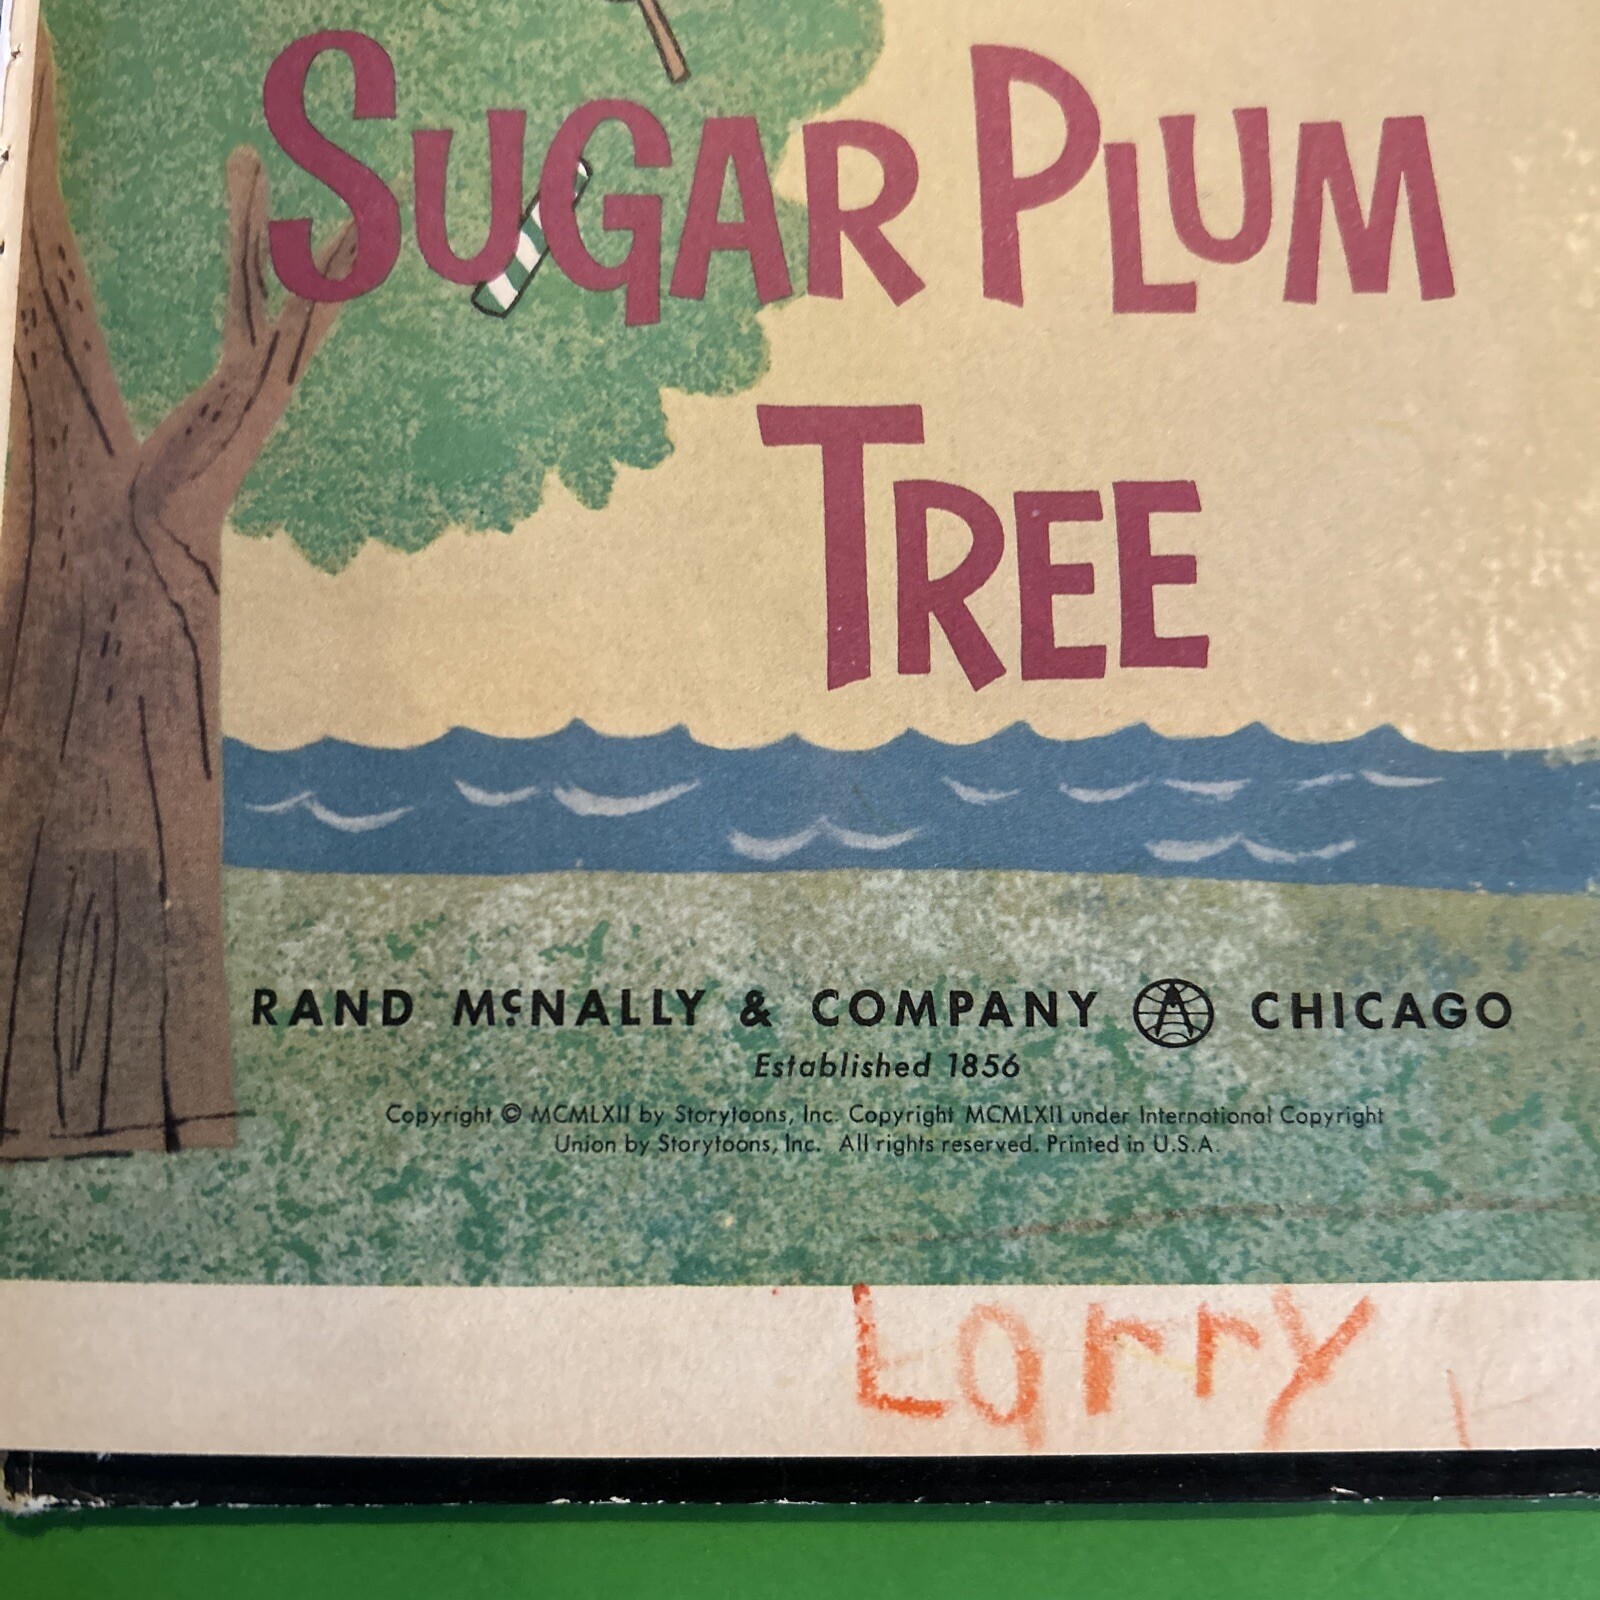 SUGAR PLUM
TREE
RAND McNALLY & COMPANY CHICAGO
Established 1856
Copyright © MCMLXII by Storytoons, Inc. Copyright MCMLXII under International Copyright
Union by Storytoons, Inc. All rights reserved. Printed in U.S.A.
Larry